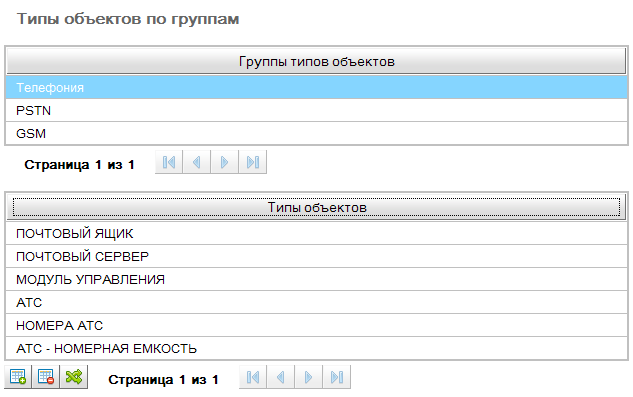 Типы объектов по группам
Группы типов объектов
Телефония
PSTN
GSM
Страница 1 из 1
Типы объектов
ПОЧТОВЫЙ ЯЩИК
ПОЧТОВЫЙ СЕРВЕР
МОДУЛЬ УПРАВЛЕНИЯ
АТС
НОМЕРА АТС
АТС - НОМЕРНАЯ ЕМКОСТЬ
Страница 1 из 1